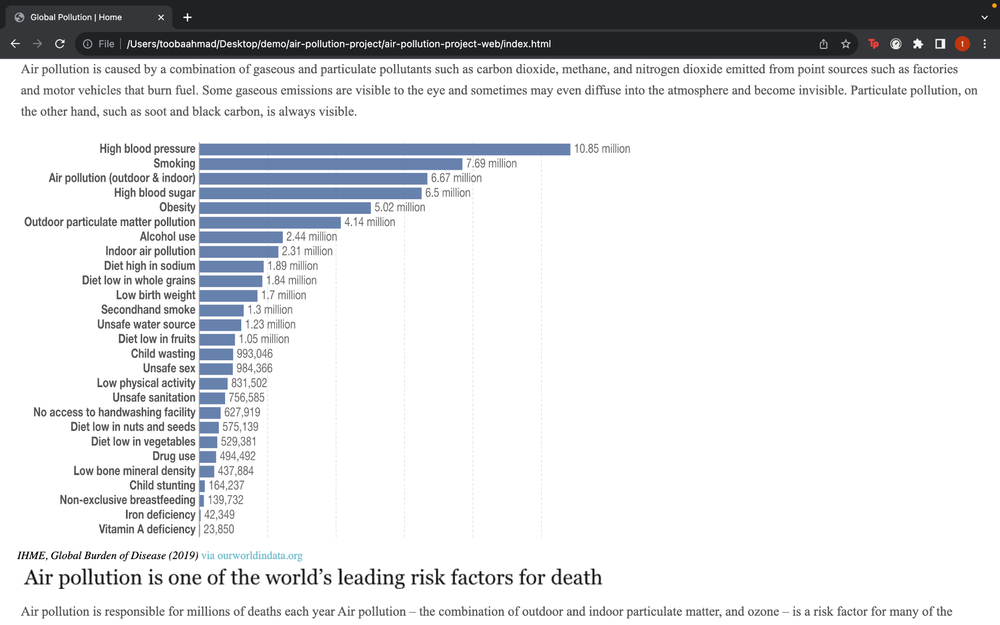 Global Pollution | Home
File
/Users/toobaahmad/Desktop/demo/air-pollution-project/air-pollution-project-web/index.html
Tp
t
Air pollution is caused by a combination of gaseous and particulate pollutants such as carbon dioxide, methane, and nitrogen dioxide emitted from point sources such as factories
and motor vehicles that burn fuel. Some gaseous emissions are visible to the eye and sometimes may even diffuse into the atmosphere and become invisible. Particulate pollution, on
the other hand, such as soot and black carbon, is always visible.
High blood pressure 10.85 million
Smoking 7.69 million
Air pollution (outdoor & indoor) 6.67 million
High blood sugar 6.5 million
Obesity 5.02 million
Outdoor particulate matter pollution 4.14 million
Alcohol use 2.44 million
Indoor air pollution 2.31 million
Diet high in sodium 1.89 million
Diet low in whole grains 1.84 million
Low birth weight 1.7 million
Secondhand smoke 1.3 million
Unsafe water source 1.23 million
Diet low in fruits 1.05 million
Child wasting 993,046
Unsafe sex 984,366
Low physical activity 831,502
Unsafe sanitation 756,585
No access to handwashing facility 627,919
Diet low in nuts and seeds 575,139
Diet low in vegetables 529,381
Drug use 494,492
Low bone mineral density 437,884
Child stunting 164,237
Non-exclusive breastfeeding 139,732
Iron deficiency 42,349
Vitamin A deficiency 23,850
IHME, Global Burden of Disease (2019) via ourworldindata.org
Air pollution is one of the world’s leading risk factors for death
Air pollution is responsible for millions of deaths each year Air pollution – the combination of outdoor and indoor particulate matter, and ozone – is a risk factor for many of the